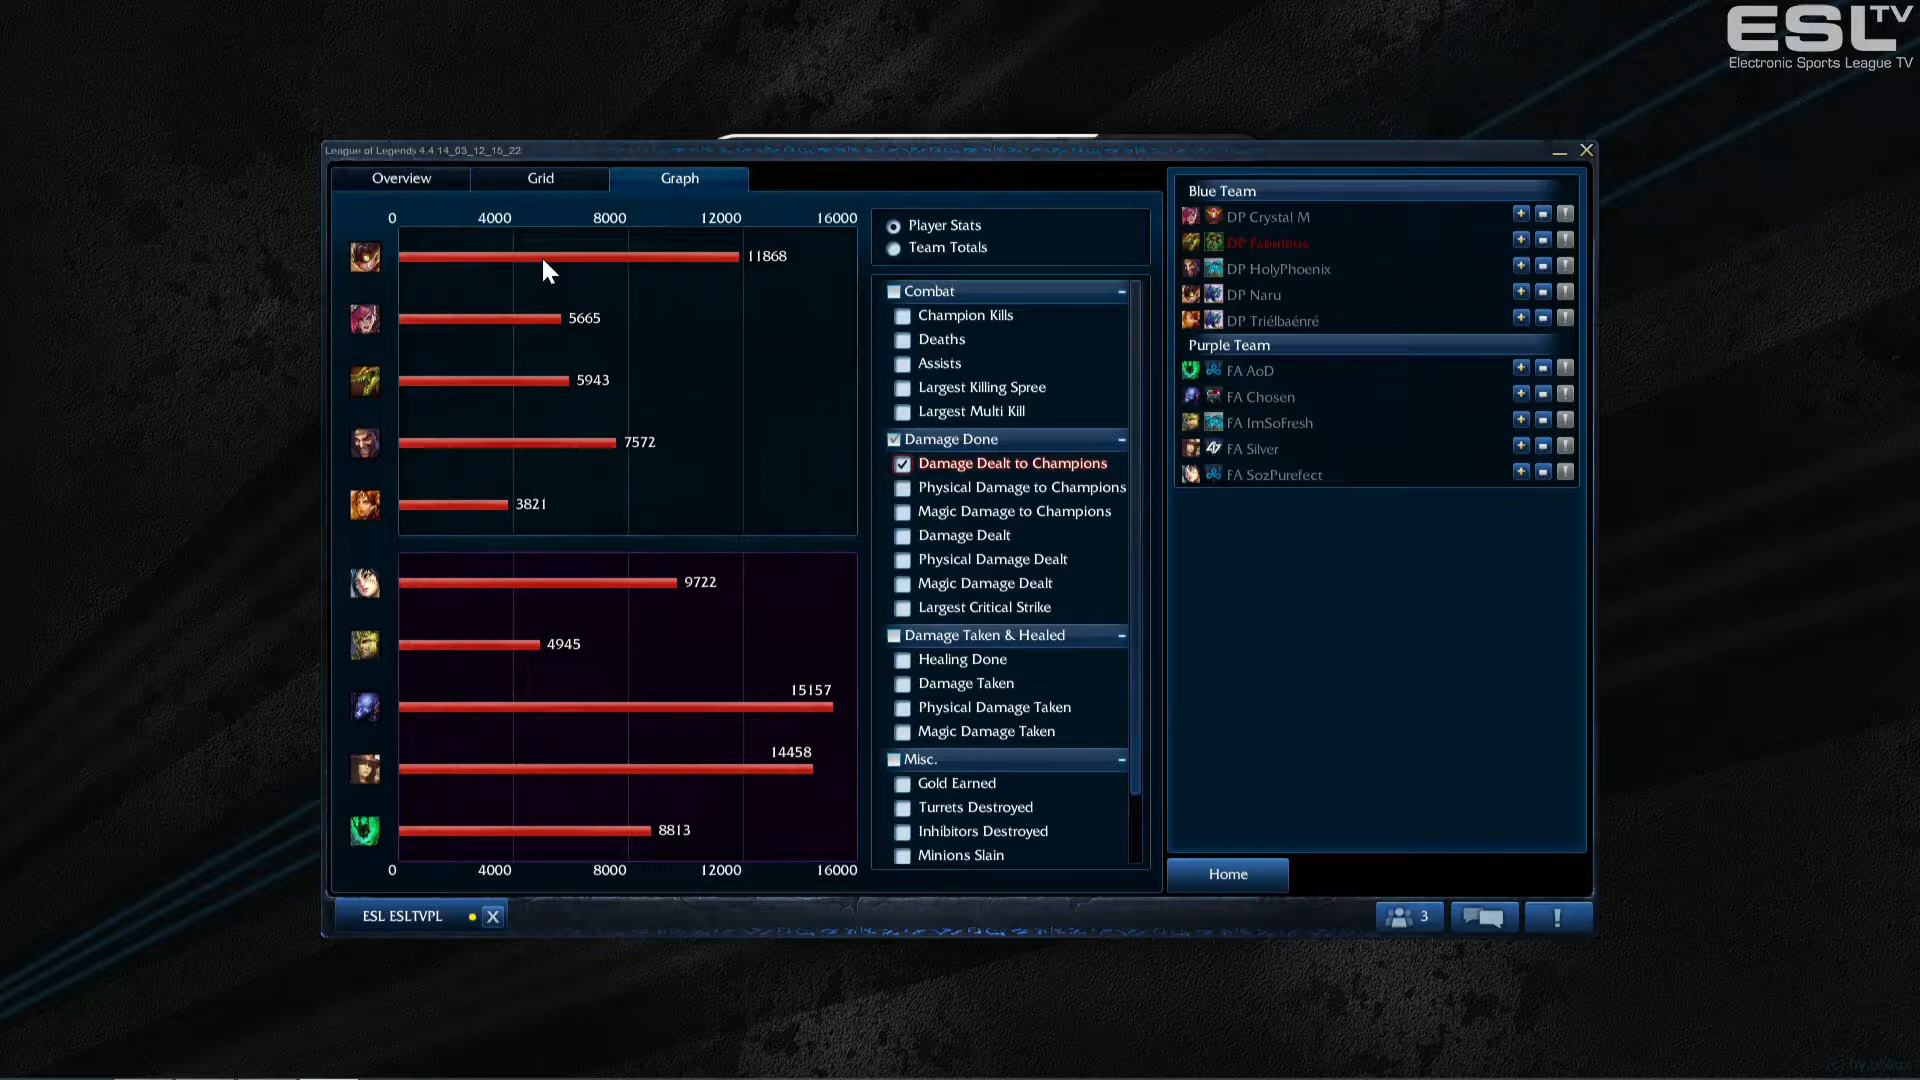 ESL TV
Electronic Sports League TV
League of Legends 4.4.14_03_12_15_22
Overview
Grid
Graph
0 4000 8000 12000 16000
11868
5665
5943
7572
3821
9722
4945
15157
14458
8813
0 4000 8000 12000 16000
Player Stats
Team Totals
Combat
Champion Kills
Deaths
Assists
Largest Killing Spree
Largest Multi Kill
Damage Done
Damage Dealt to Champions
Physical Damage to Champions
Magic Damage to Champions
Damage Dealt
Physical Damage Dealt
Magic Damage Dealt
Largest Critical Strike
Damage Taken & Healed
Healing Done
Damage Taken
Physical Damage Taken
Magic Damage Taken
Misc.
Gold Earned
Turrets Destroyed
Inhibitors Destroyed
Minions Slain
Blue Team
DP Crystal M
DP Fabulous
DP HolyPhoenix
DP Naru
DP Triélbaénré
Purple Team
FA AoD
FA Chosen
FA ImSoFresh
FA Silver
FA SozPurefect
Home
ESL ESLTVPL
X
3
!